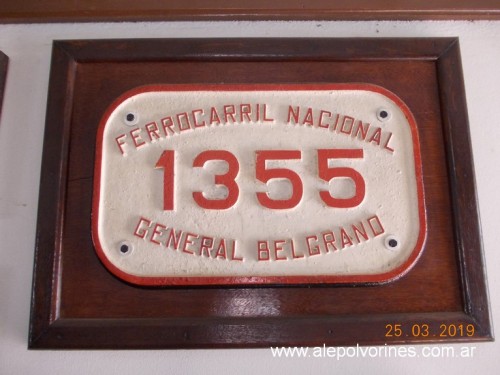 FERROCARRIL NACIONAL
1355
GENERAL BELGRANO
25.03.2019
www.alepolvorines.com.ar